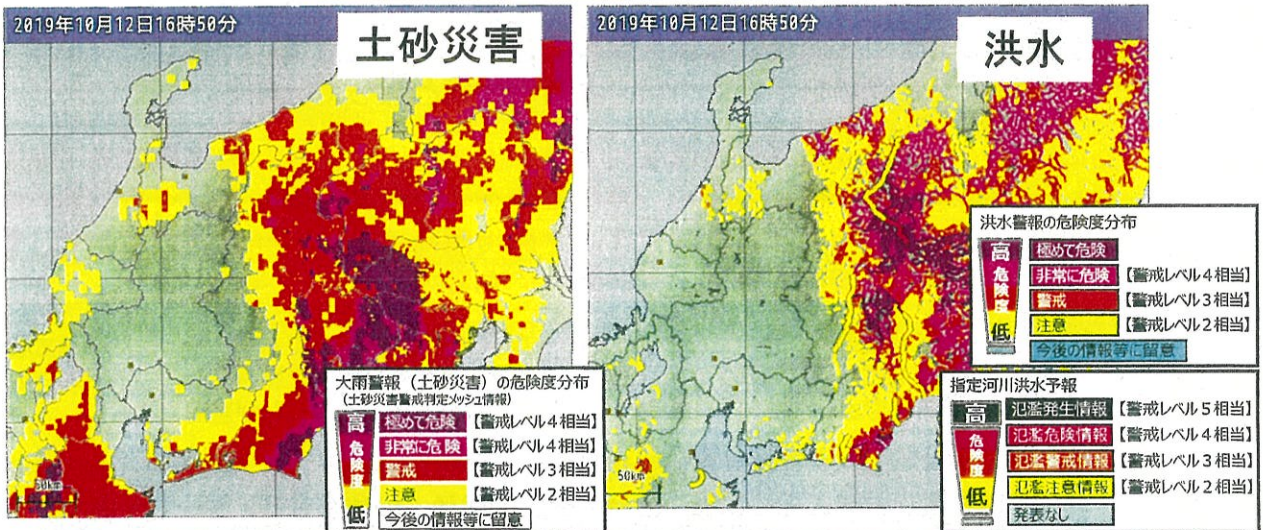 2019年10月12日16時50分
土砂災害
50km
大雨警報(土砂災害)の危険度分布
(土砂災害警戒判定メッシュ情報)
高
危険度
低
極めて危険【警戒レベル4相当】
非常に危険【警戒レベル4相当】
警戒【警戒レベル3相当】
注意【警戒レベル2相当】
今後の情報等に留意
2019年10月12日16時50分
洪水
50km
洪水警報の危険度分布
高
危険度
低
極めて危険
非常に危険【警戒レベル4相当】
警戒【警戒レベル3相当】
注意【警戒レベル2相当】
今後の情報等に留意
指定河川洪水予報
高
危険度
低
氾濫発生情報【警戒レベル5相当】
氾濫危険情報【警戒レベル4相当】
氾濫警戒情報【警戒レベル3相当】
氾濫注意情報【警戒レベル2相当】
発表なし